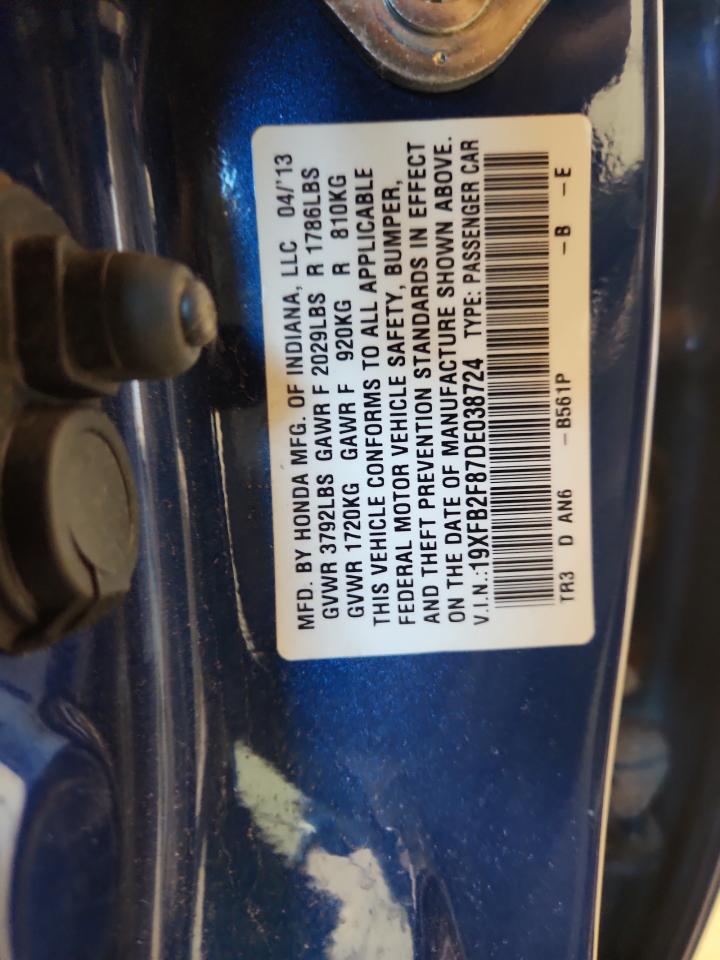 MFD. BY HONDA MFG. OF INDIANA, LLC 04/'13
GVWR 3792LBS GAWR F 2029LBS R 1786LBS
GVWR 1720KG GAWR F 920KG R 810KG
THIS VEHICLE CONFORMS TO ALL APPLICABLE
FEDERAL MOTOR VEHICLE SAFETY, BUMPER,
AND THEFT PREVENTION STANDARDS IN EFFECT
ON THE DATE OF MANUFACTURE SHOWN ABOVE.
V.I.N.:19XFB2F87DE038724 TYPE: PASSENGER CAR
TR3 D AN6 -B561P -B -E